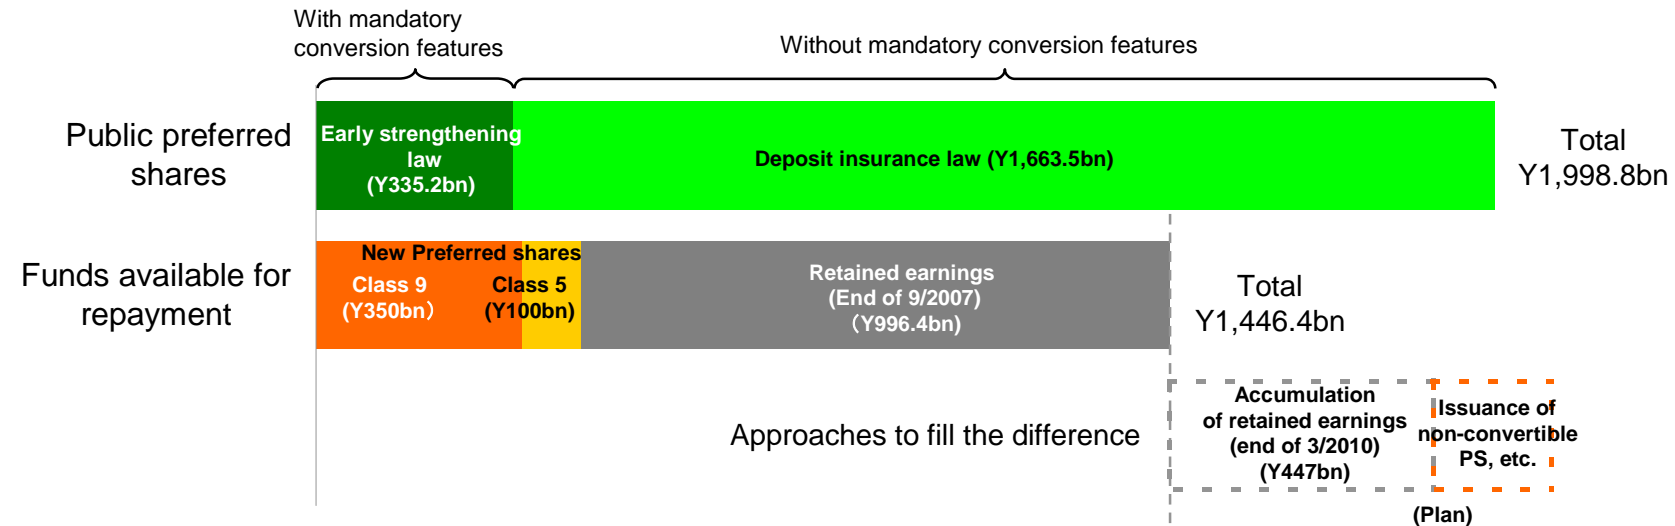 With mandatory
conversion features
Without mandatory conversion features
Public preferred
shares
Early strengthening
law
(Y335.2bn)
Deposit insurance law (Y1,663.5bn)
Total
Y1,998.8bn
Funds available for
repayment
New Preferred shares
Class 9
(Y350bn）
Class 5
(Y100bn)
Retained earnings
(End of 9/2007)
（Y996.4bn)
Total
Y1,446.4bn
Approaches to fill the difference
Accumulation
of retained earnings
(end of 3/2010)
(Y447bn)
Issuance of
non-convertible
PS, etc.
(Plan)